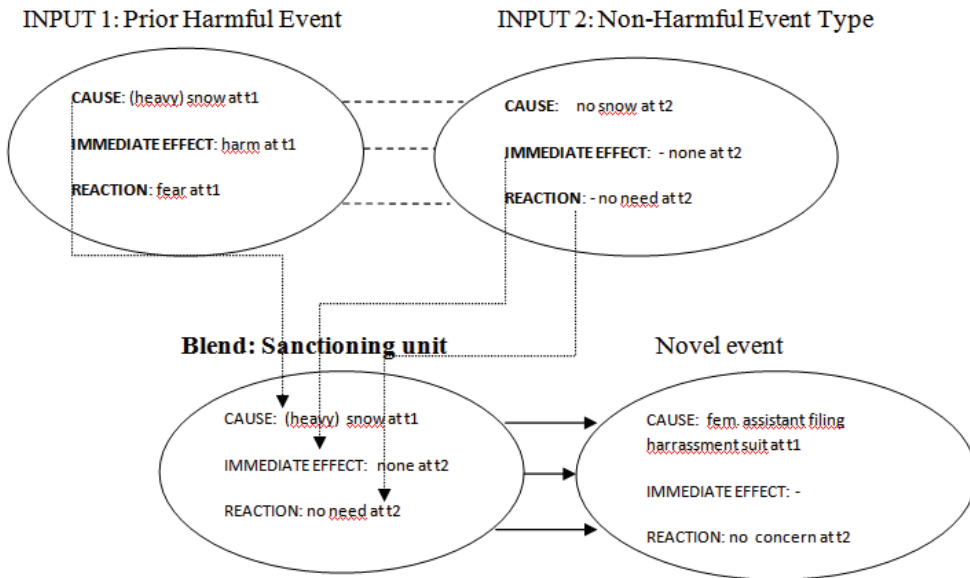 INPUT 1: Prior Harmful Event
INPUT 2: Non-Harmful Event Type
CAUSE: (heavy) snow at t1
IMMEDIATE EFFECT: harm at t1
REACTION: fear at t1
CAUSE: no snow at t2
IMMEDIATE EFFECT: - none at t2
REACTION: - no need at t2
Blend: Sanctioning unit
Novel event
CAUSE: (heavy) snow at t1
IMMEDIATE EFFECT: none at t2
REACTION: no need at t2
CAUSE: fem. assistant filing
harrassment suit at t1
IMMEDIATE EFFECT: -
REACTION: no concern at t2